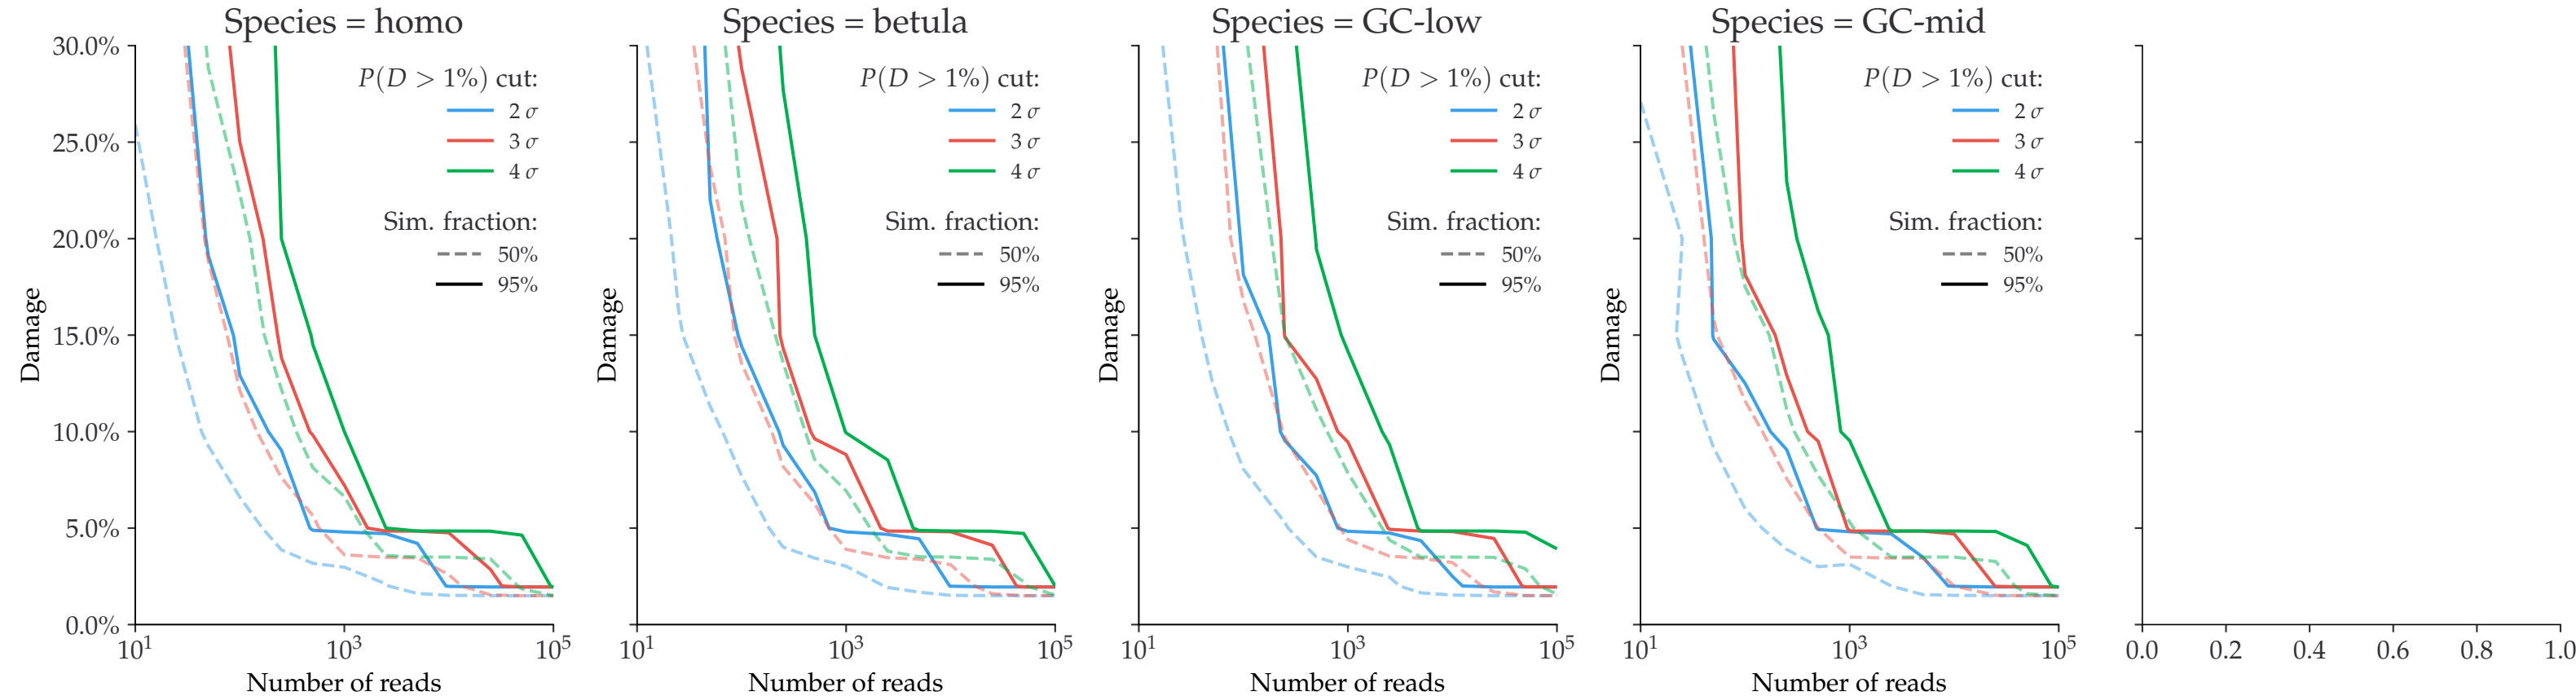 Species = homo
30.0%
25.0%
20.0%
15.0%
10.0%
5.0%
0.0%
Damage
P(D > 1%) cut:
2 σ
3 σ
4 σ
Sim. fraction:
50%
95%
10^1
10^3
10^5
Number of reads
Species = betula
Damage
P(D > 1%) cut:
2 σ
3 σ
4 σ
Sim. fraction:
50%
95%
10^1
10^3
10^5
Number of reads
Species = GC-low
Damage
P(D > 1%) cut:
2 σ
3 σ
4 σ
Sim. fraction:
50%
95%
10^1
10^3
10^5
Number of reads
Species = GC-mid
Damage
P(D > 1%) cut:
2 σ
3 σ
4 σ
Sim. fraction:
50%
95%
10^1
10^3
10^5
Number of reads
0.0
0.2
0.4
0.6
0.8
1.0